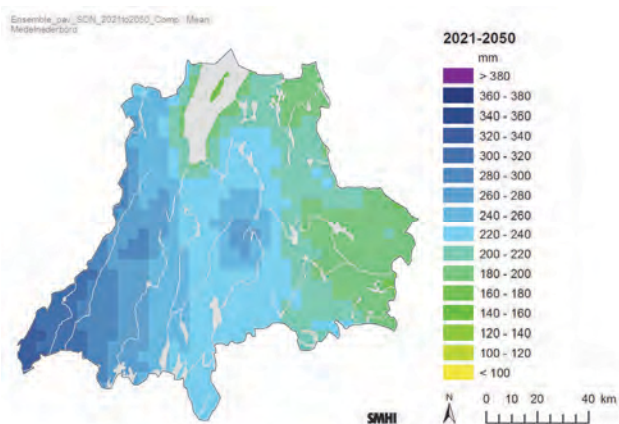 Ensemble_pav_SON_2021to2050_Comp. Mean
Medelnederbörd
2021-2050
mm
> 380
360 - 380
340 - 360
320 - 340
300 - 320
280 - 300
260 - 280
240 - 260
220 - 240
200 - 220
180 - 200
160 - 180
140 - 160
120 - 140
100 - 120
< 100
N
0 10 20 40 km
SMHI